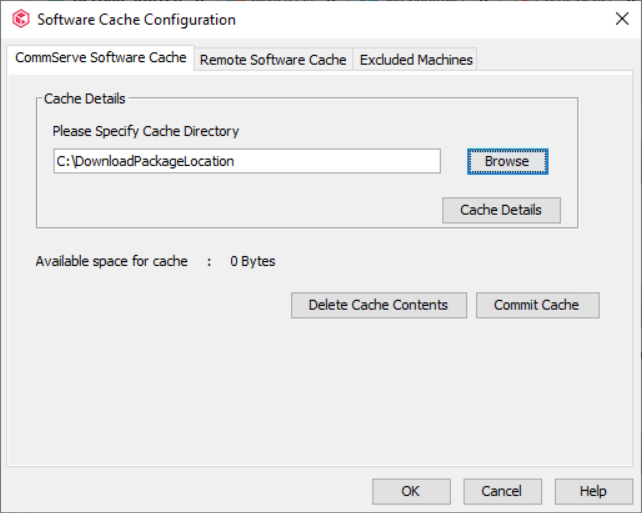 Software Cache Configuration
CommServe Software Cache Remote Software Cache Excluded Machines
Cache Details
Please Specify Cache Directory
C:\DownloadPackageLocation Browse
Cache Details
Available space for cache : 0 Bytes
Delete Cache Contents Commit Cache
OK Cancel Help